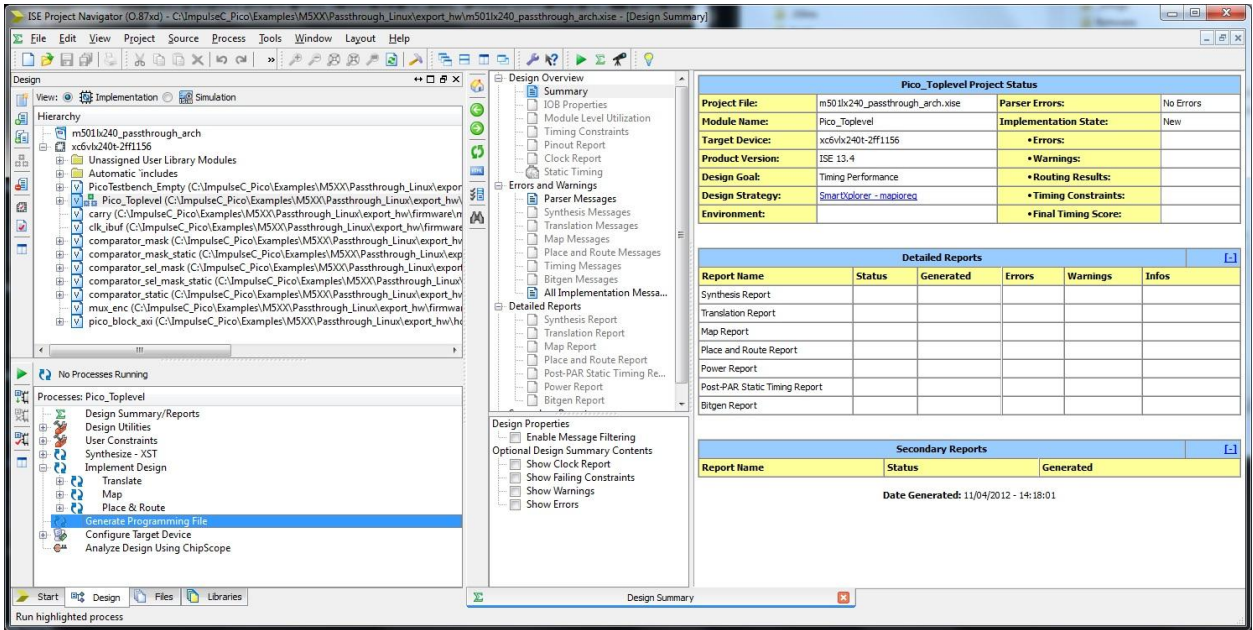 ISE Project Navigator (O.87xd) - C:\ImpulseC_Pico\Examples\M5XX\Passthrough_Linux\export_hw\m501lx240_passthrough_arch.xise - [Design Summary]
File Edit View Project Source Process Tools Window Layout Help
Design
View: Implementation Simulation
Hierarchy
m501lx240_passthrough_arch
xc6vlx240t-2ff1156
Unassigned User Library Modules
Automatic `includes
PicoTestbench_Empty (C:\ImpulseC_Pico\Examples\M5XX\Passthrough_Linux\expor
Pico_Toplevel (C:\ImpulseC_Pico\Examples\M5XX\Passthrough_Linux\export_hw\
carry (C:\ImpulseC_Pico\Examples\M5XX\Passthrough_Linux\export_hw\firmware\m
clk_ibuf (C:\ImpulseC_Pico\Examples\M5XX\Passthrough_Linux\export_hw\firmware
comparator_mask (C:\ImpulseC_Pico\Examples\M5XX\Passthrough_Linux\export_hw
comparator_mask_static (C:\ImpulseC_Pico\Examples\M5XX\Passthrough_Linux\exp
comparator_sel_mask (C:\ImpulseC_Pico\Examples\M5XX\Passthrough_Linux\export
comparator_sel_mask_static (C:\ImpulseC_Pico\Examples\M5XX\Passthrough_Linux\
comparator_static (C:\ImpulseC_Pico\Examples\M5XX\Passthrough_Linux\export_hw
mux_enc (C:\ImpulseC_Pico\Examples\M5XX\Passthrough_Linux\export_hw\firmwa
pico_block_axi (C:\ImpulseC_Pico\Examples\M5XX\Passthrough_Linux\export_hw\hd
No Processes Running
Processes: Pico_Toplevel
Design Summary/Reports
Design Utilities
User Constraints
Synthesize - XST
Implement Design
Translate
Map
Place & Route
Generate Programming File
Configure Target Device
Analyze Design Using ChipScope
Start Design Files Libraries
Run highlighted process
Design Overview
Summary
IOB Properties
Module Level Utilization
Timing Constraints
Pinout Report
Clock Report
Static Timing
Errors and Warnings
Parser Messages
Synthesis Messages
Translation Messages
Map Messages
Place and Route Messages
Timing Messages
Bitgen Messages
All Implementation Messa...
Detailed Reports
Synthesis Report
Translation Report
Map Report
Place and Route Report
Post-PAR Static Timing Re...
Power Report
Bitgen Report
Design Properties
Enable Message Filtering
Optional Design Summary Contents
Show Clock Report
Show Failing Constraints
Show Warnings
Show Errors
Design Summary
Pico_Toplevel Project Status
Project File: m501lx240_passthrough_arch.xise Parser Errors: No Errors
Module Name: Pico_Toplevel Implementation State: New
Target Device: xc6vlx240t-2ff1156 •Errors:
Product Version: ISE 13.4 •Warnings:
Design Goal: Timing Performance •Routing Results:
Design Strategy: SmartXplorer - mapioreg •Timing Constraints:
Environment: •Final Timing Score:
Detailed Reports [-]
Report Name Status Generated Errors Warnings Infos
Synthesis Report
Translation Report
Map Report
Place and Route Report
Power Report
Post-PAR Static Timing Report
Bitgen Report
Secondary Reports [-]
Report Name Status Generated
Date Generated: 11/04/2012 - 14:18:01